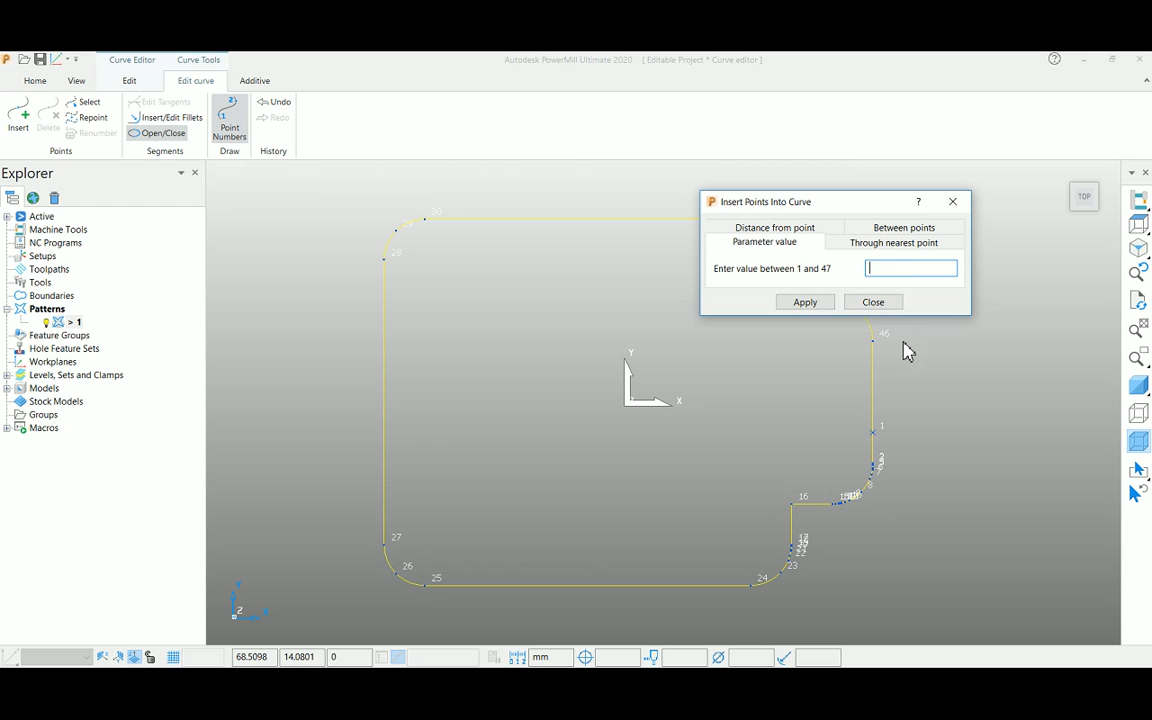 Curve Editor Curve Tools Autodesk PowerMill Ultimate 2020 [ Editable Project * Curve editor ]
Home View Edit Edit curve Additive
Select Edit Tangents Undo
Insert Delete Repoint Insert/Edit Fillets Point Numbers Redo
Renumber Open/Close
Points Segments Draw History
Explorer
Active
Machine Tools
NC Programs
Setups
Toolpaths
Tools
Boundaries
Patterns
> 1
Feature Groups
Hole Feature Sets
Workplanes
Levels, Sets and Clamps
Models
Stock Models
Groups
Macros
TOP
Insert Points Into Curve ?
Distance from point Between points
Parameter value Through nearest point
Enter value between 1 and 47
Apply Close
30
29
28
46
Y
X
1
2
8
16
27
26
25
24
23
Z
68.5098 14.0801 0 mm